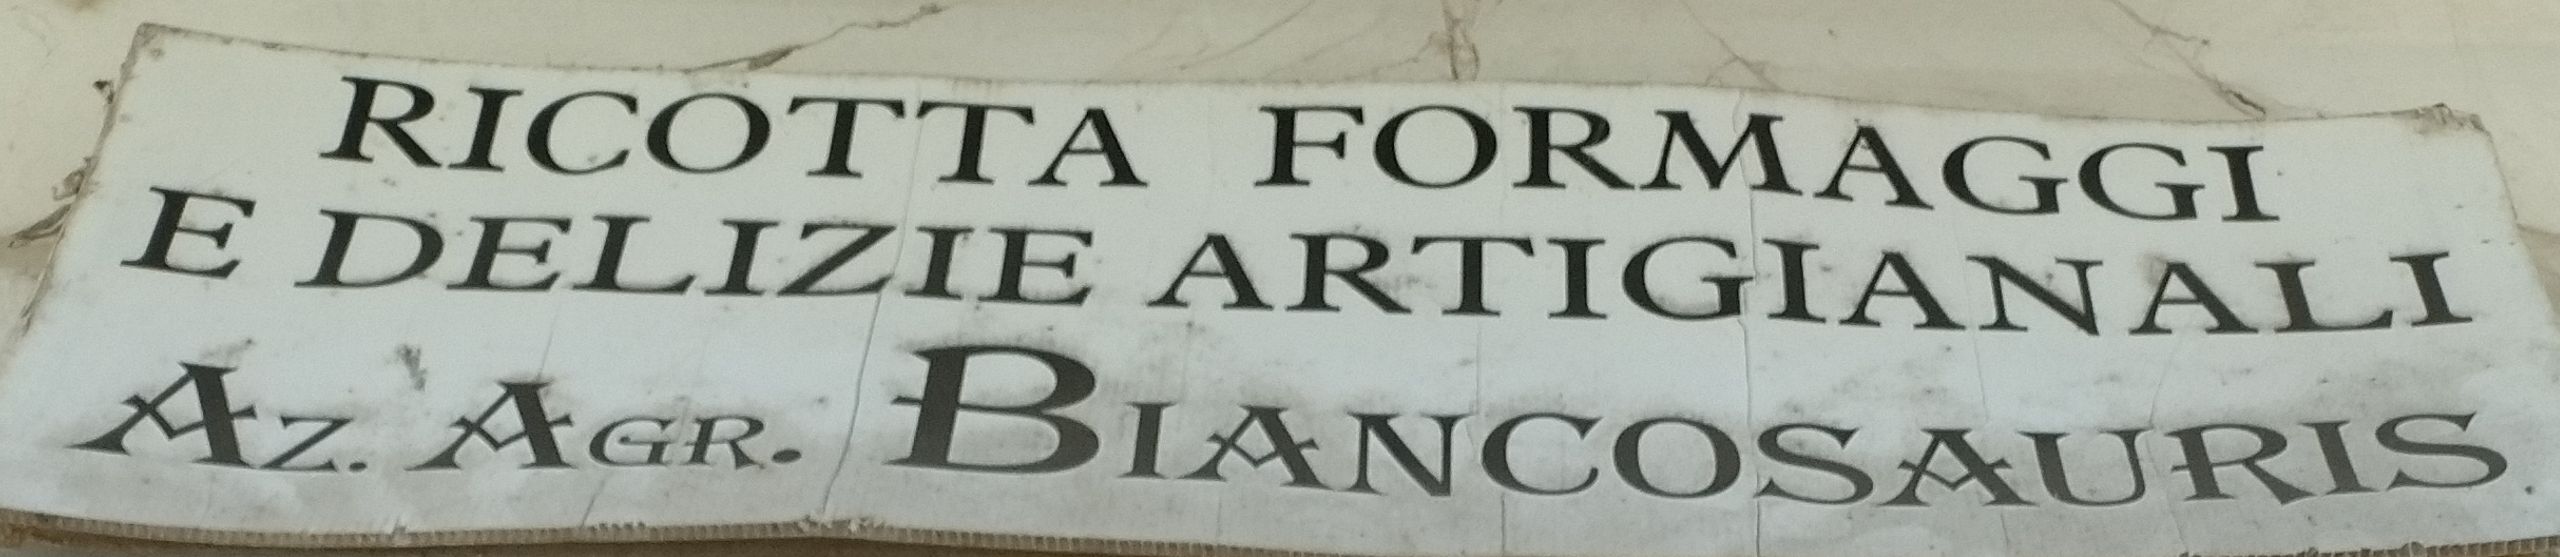 RICOTTA FORMAGGI
E DELIZIE ARTIGIANALI
AZ. AGR. BIANCOSAURIS